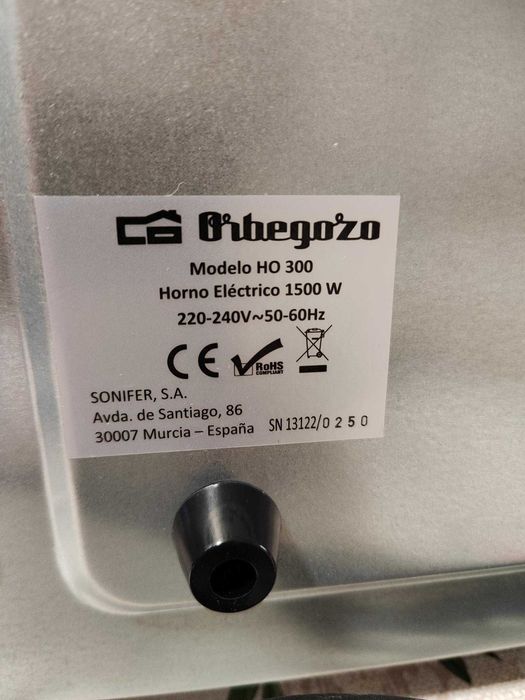 Orbegozo
Modelo HO 300
Horno Eléctrico 1500 W
220-240V~50-60Hz
CE RoHS
COMPLIANT
SONIFER, S.A.
Avda. de Santiago, 86
30007 Murcia – España SN 13122/0250